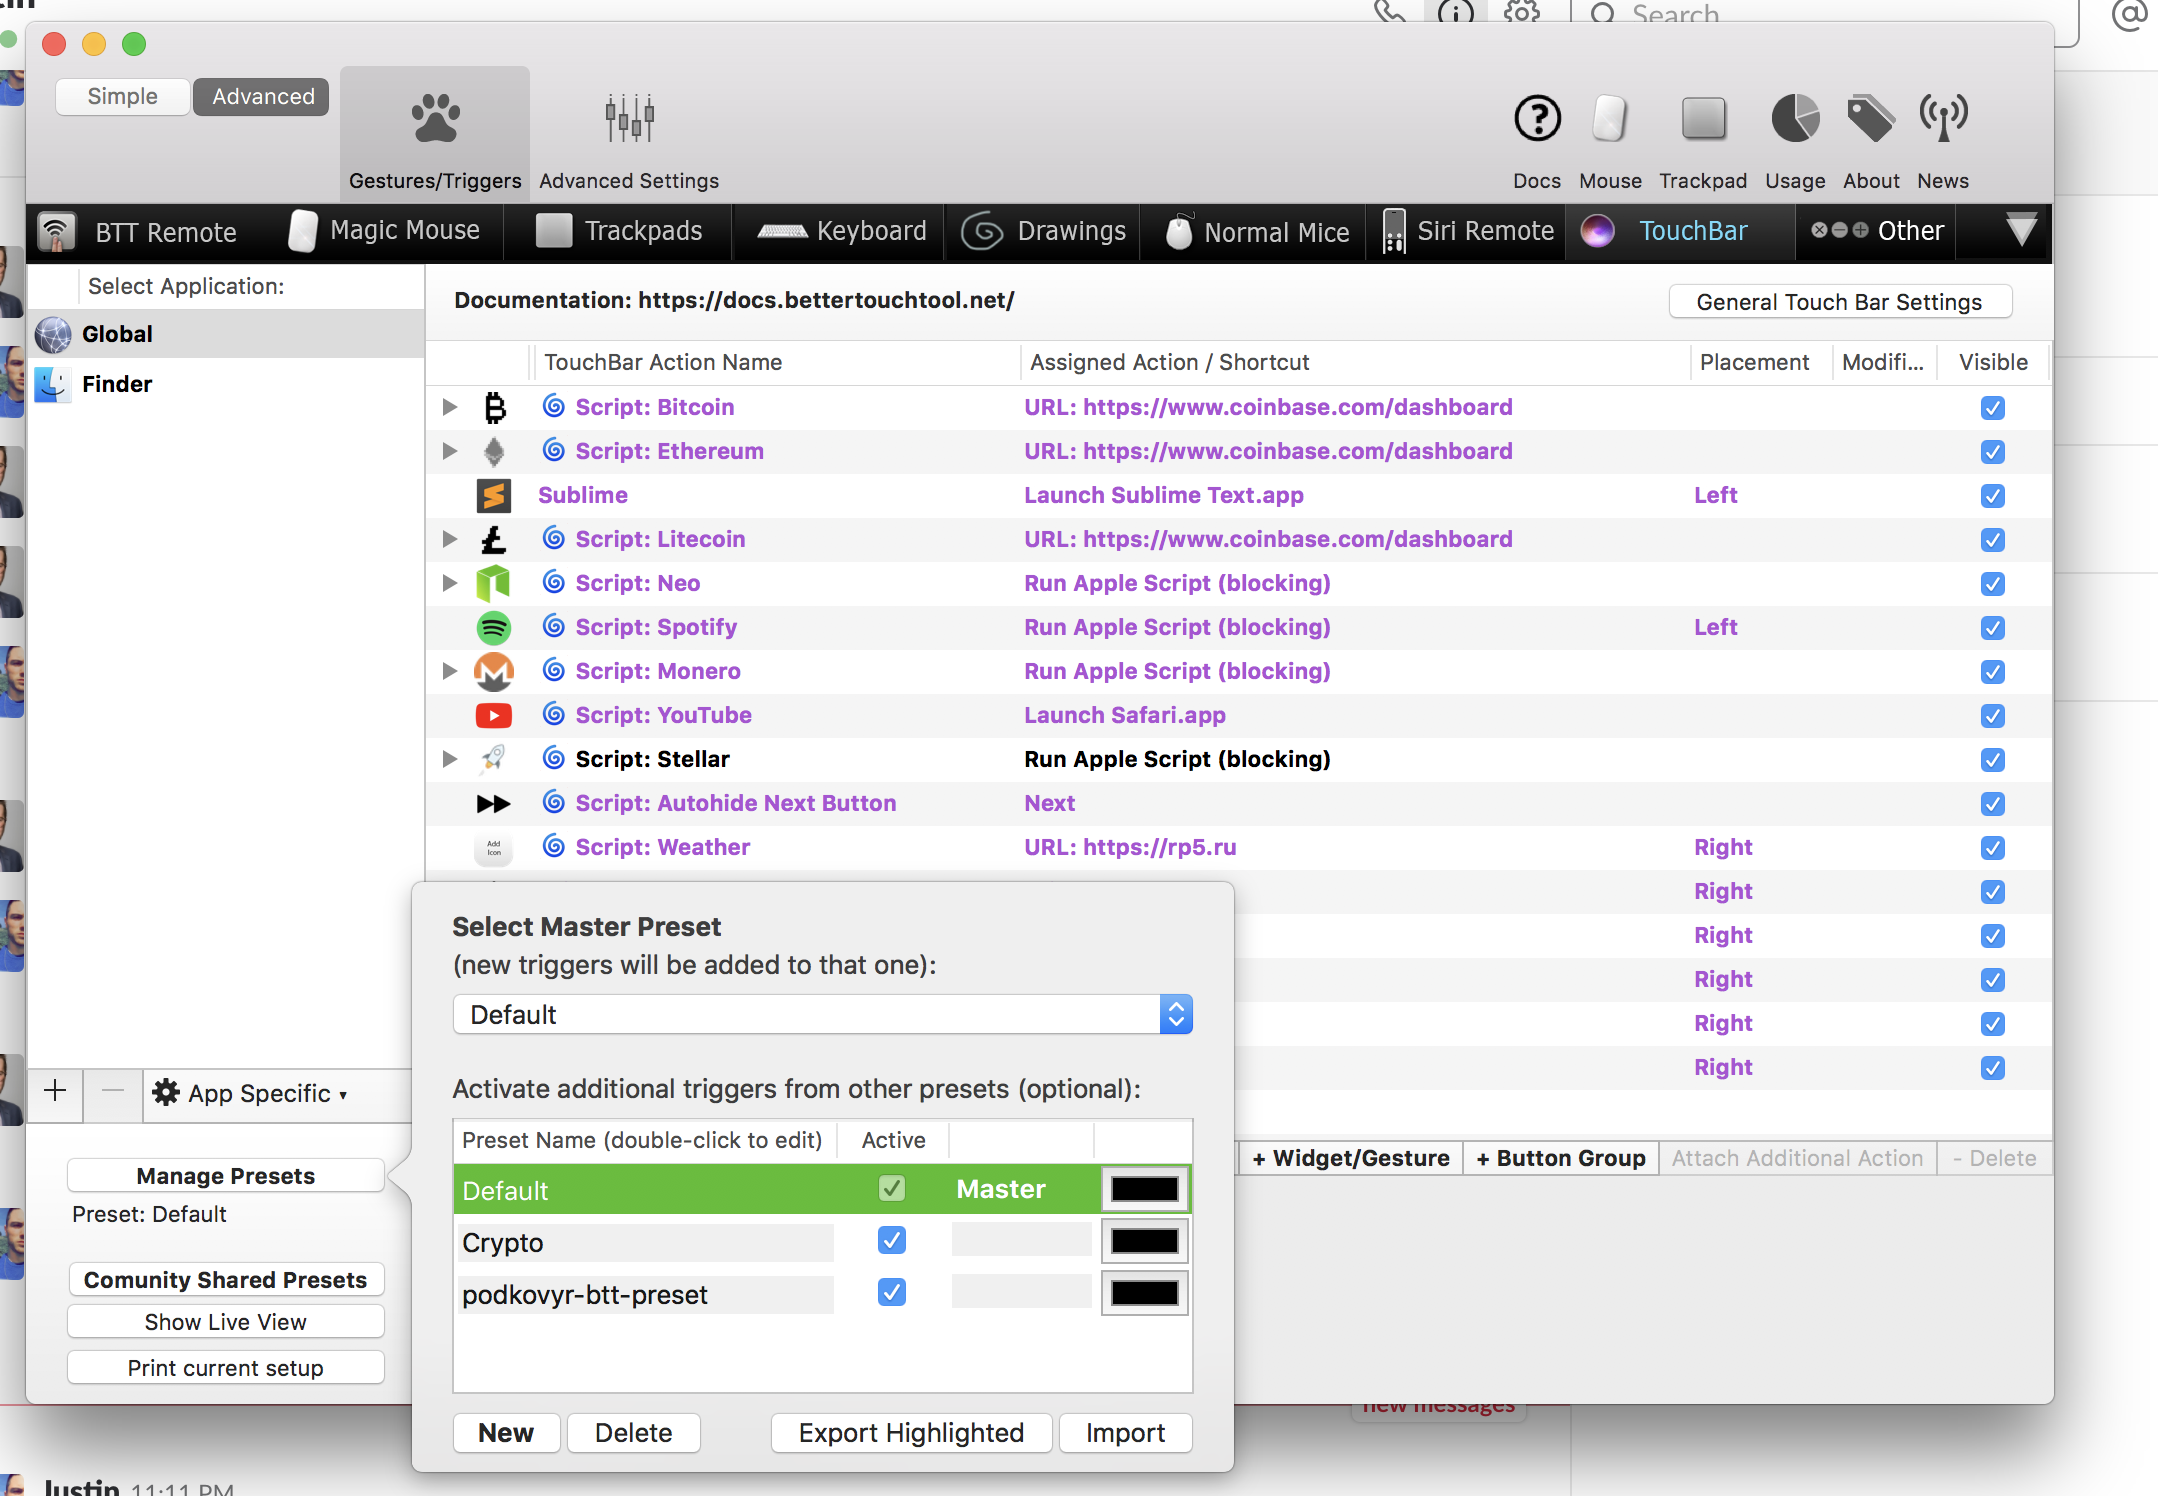 Search
Simple
Advanced
Gestures/Triggers
Advanced Settings
Docs
Mouse
Trackpad
Usage
About
News
BTT Remote
Magic Mouse
Trackpads
Keyboard
Drawings
Normal Mice
Siri Remote
TouchBar
Other
Select Application:
Global
Finder
Documentation: https://docs.bettertouchtool.net/
General Touch Bar Settings
TouchBar Action Name Assigned Action / Shortcut Placement Modifi... Visible
Script: Bitcoin URL: https://www.coinbase.com/dashboard
Script: Ethereum URL: https://www.coinbase.com/dashboard
Sublime Launch Sublime Text.app Left
Script: Litecoin URL: https://www.coinbase.com/dashboard
Script: Neo Run Apple Script (blocking)
Script: Spotify Run Apple Script (blocking) Left
Script: Monero Run Apple Script (blocking)
Script: YouTube Launch Safari.app
Script: Stellar Run Apple Script (blocking)
Script: Autohide Next Button Next
Add
Icon
Script: Weather URL: https://rp5.ru Right
Right
Right
Right
Right
Right
+ Widget/Gesture
+ Button Group
Attach Additional Action
- Delete
App Specific
Manage Presets
Preset: Default
Comunity Shared Presets
Show Live View
Print current setup
Select Master Preset
(new triggers will be added to that one):
Default
Activate additional triggers from other presets (optional):
Preset Name (double-click to edit) Active
Default Master
Crypto
podkovyr-btt-preset
New
Delete
Export Highlighted
Import
new messages
Justin 11:11 PM